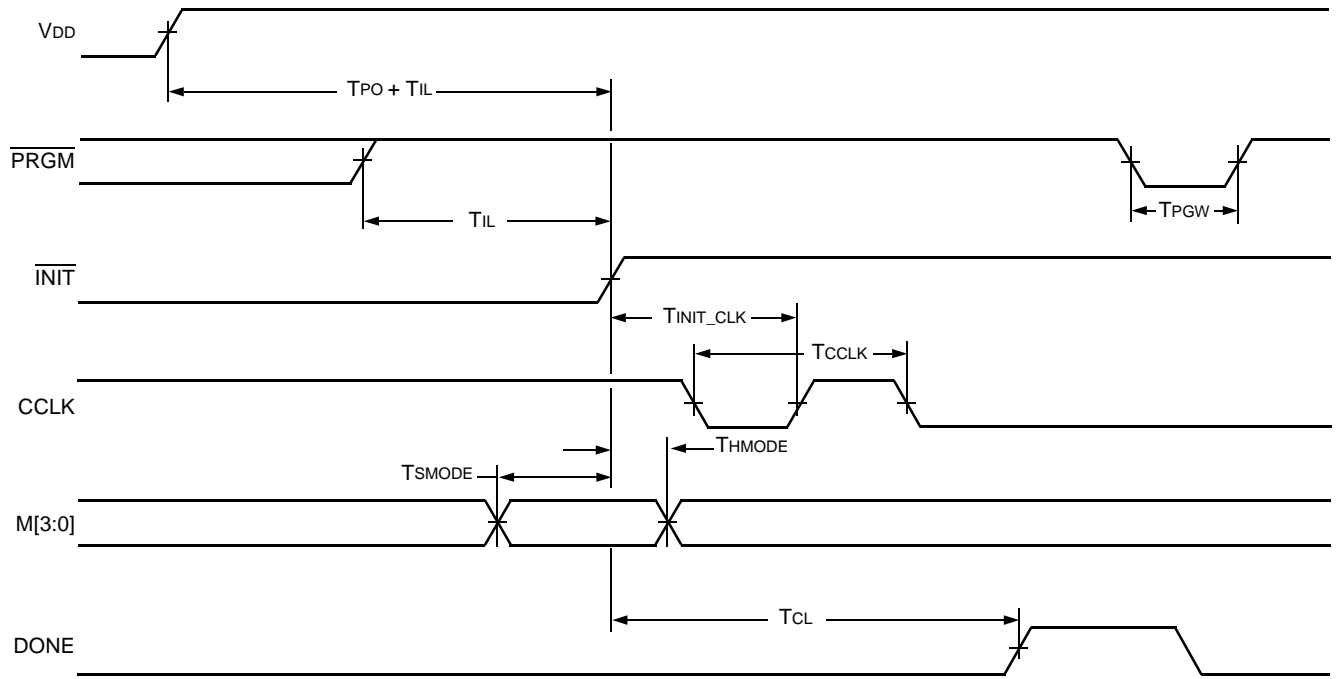 VDD
TPO + TIL
PRGM
TIL
TPGW
INIT
TINIT_CLK
TCCLK
CCLK
THMODE
TSMODE
M[3:0]
TCL
DONE